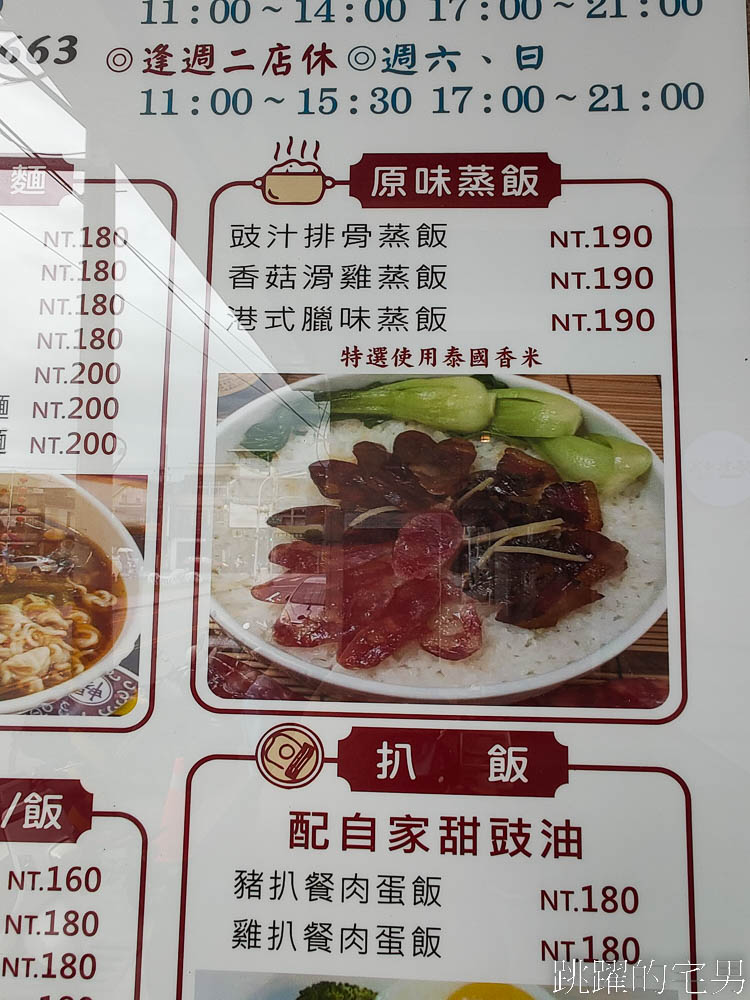 11:00~14:00 17:00~21:00
663 ◎逢週二店休 ◎週六、日
11:00~15:30 17:00~21:00
麵
NT.180
NT.180
NT.180
NT.180
NT.200
麵 NT.200
麵 NT.200
原味蒸飯
豉汁排骨蒸飯 NT.190
香菇滑雞蒸飯 NT.190
港式臘味蒸飯 NT.190
特選使用泰國香米
/飯
NT.160
NT.180
NT.180
扒 飯
配自家甜豉油
豬扒餐肉蛋飯 NT.180
雞扒餐肉蛋飯 NT.180
跳躍的宅男